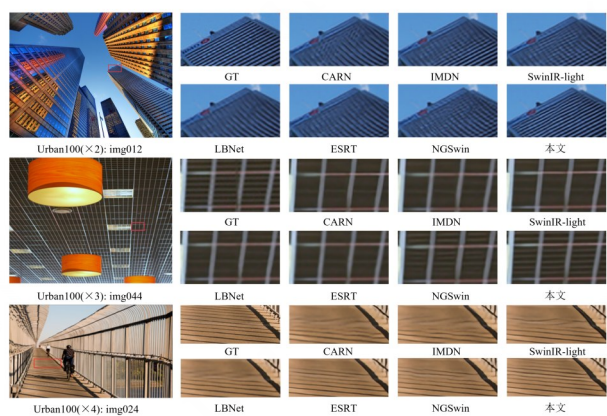 GT CARN IMDN SwinIR-light
LBNet ESRT NGSwin 本文
Urban100(×2): img012
GT CARN IMDN SwinIR-light
LBNet ESRT NGSwin 本文
Urban100(×3): img044
GT CARN IMDN SwinIR-light
LBNet ESRT NGSwin 本文
Urban100(×4): img024